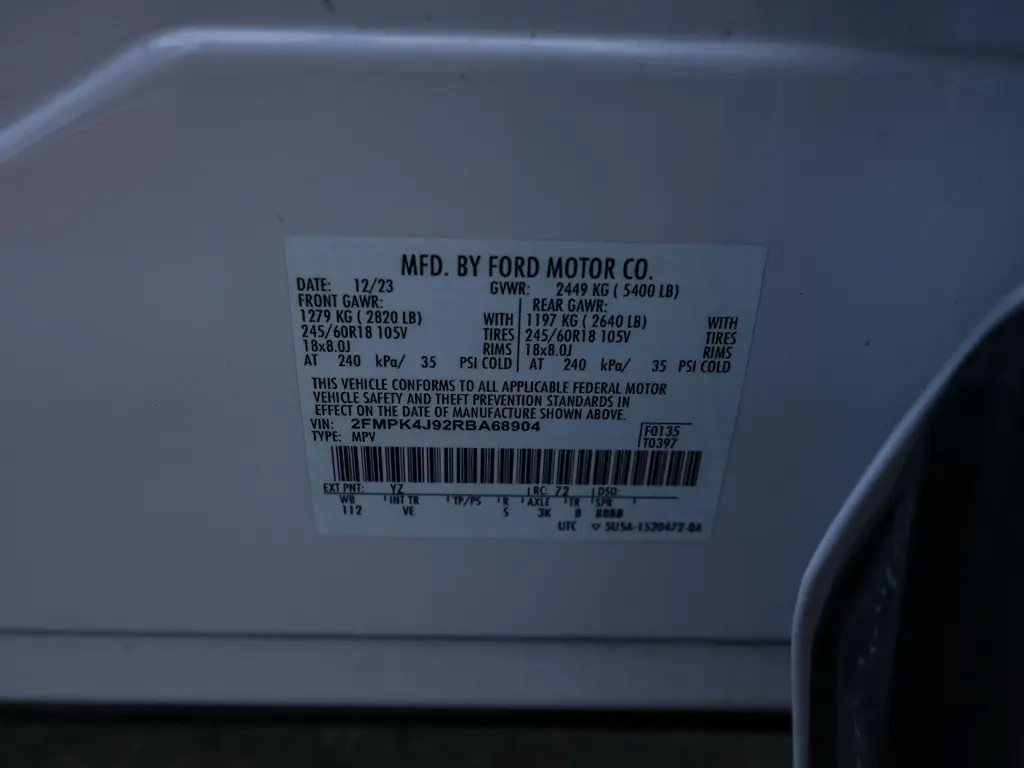 MFD. BY FORD MOTOR CO.
DATE: 12/23 GVWR: 2449 KG ( 5400 LB)
FRONT GAWR: REAR GAWR:
1279 KG ( 2820 LB) WITH 1197 KG ( 2640 LB) WITH
245/60R18 105V TIRES 245/60R18 105V TIRES
18x8.0J RIMS 18x8.0J RIMS
AT 240 kPa/ 35 PSI COLD AT 240 kPa/ 35 PSI COLD
THIS VEHICLE CONFORMS TO ALL APPLICABLE FEDERAL MOTOR
VEHICLE SAFETY AND THEFT PREVENTION STANDARDS IN
EFFECT ON THE DATE OF MANUFACTURE SHOWN ABOVE.
VIN: 2FMPK4J92RBA68904 F0135
TYPE: MPV T0397
EXT PNT: YZ RC: 72 DSO:
WB INT TR TP/PS R AXLE TR SPR
112 VE 5 3K 8 8888
UTC SU5A-1520472-BA